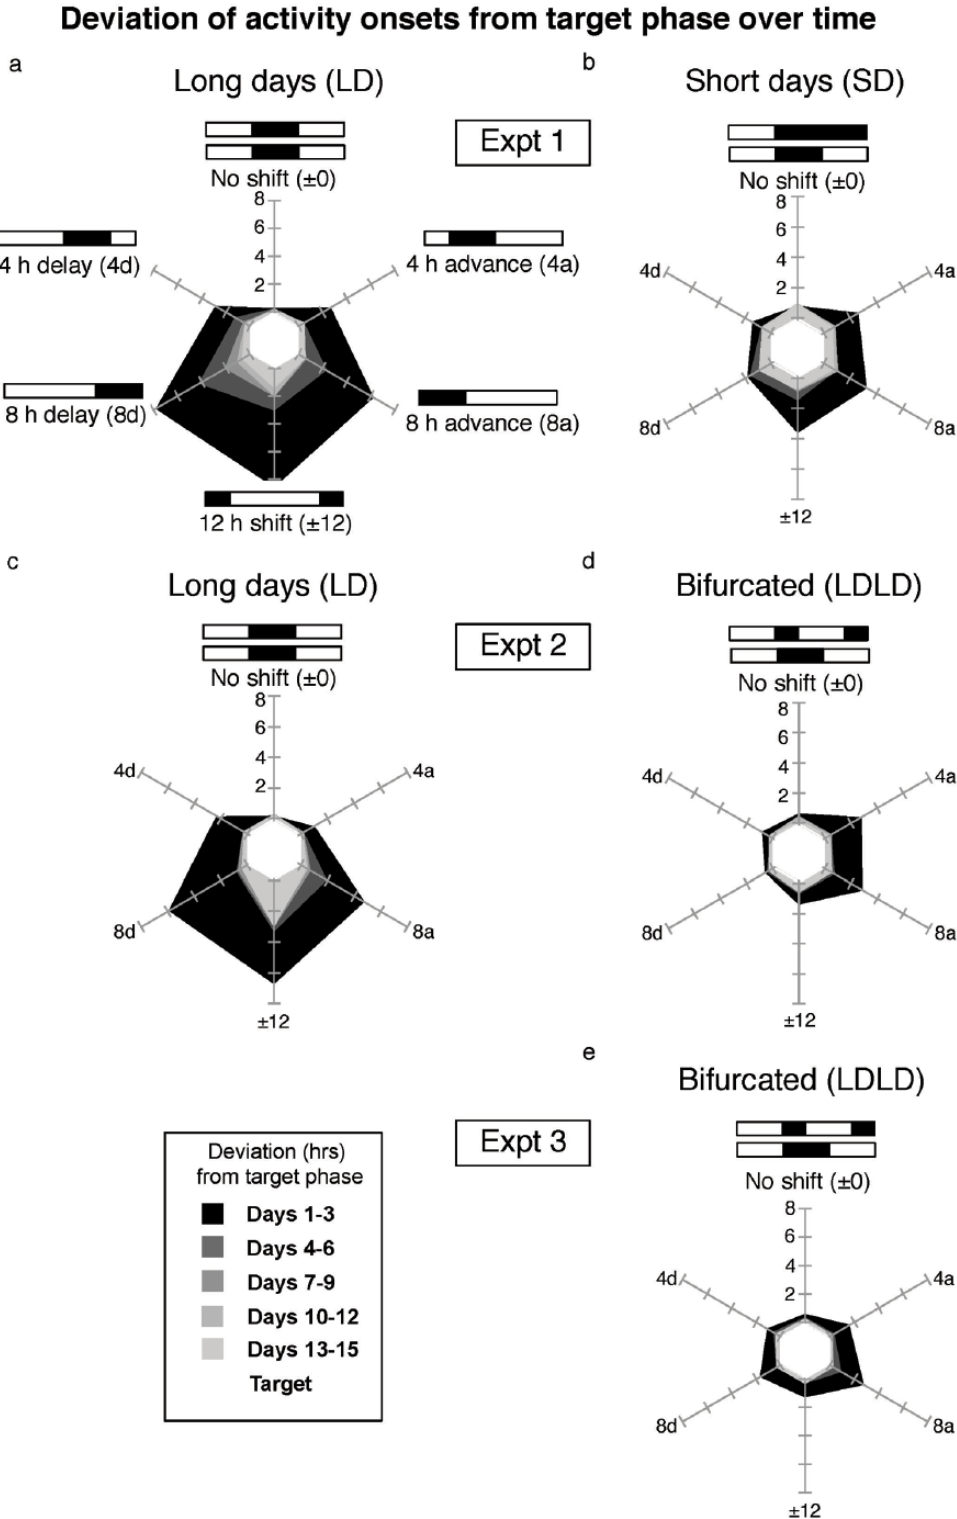 Deviation of activity onsets from target phase over time
a
Long days (LD)
No shift (±0)
8
6
4
2
4 h delay (4d)
4 h advance (4a)
8 h delay (8d)
8 h advance (8a)
12 h shift (±12)
Expt 1
b
Short days (SD)
No shift (±0)
8
6
4
2
4d
4a
8d
8a
±12
c
Long days (LD)
No shift (±0)
8
6
4
2
4d
4a
8d
8a
±12
Expt 2
d
Bifurcated (LDLD)
No shift (±0)
8
6
4
2
4d
4a
8d
8a
±12
e
Bifurcated (LDLD)
Expt 3
No shift (±0)
8
6
4
2
4d
4a
8d
8a
±12
Deviation (hrs)
from target phase
Days 1-3
Days 4-6
Days 7-9
Days 10-12
Days 13-15
Target